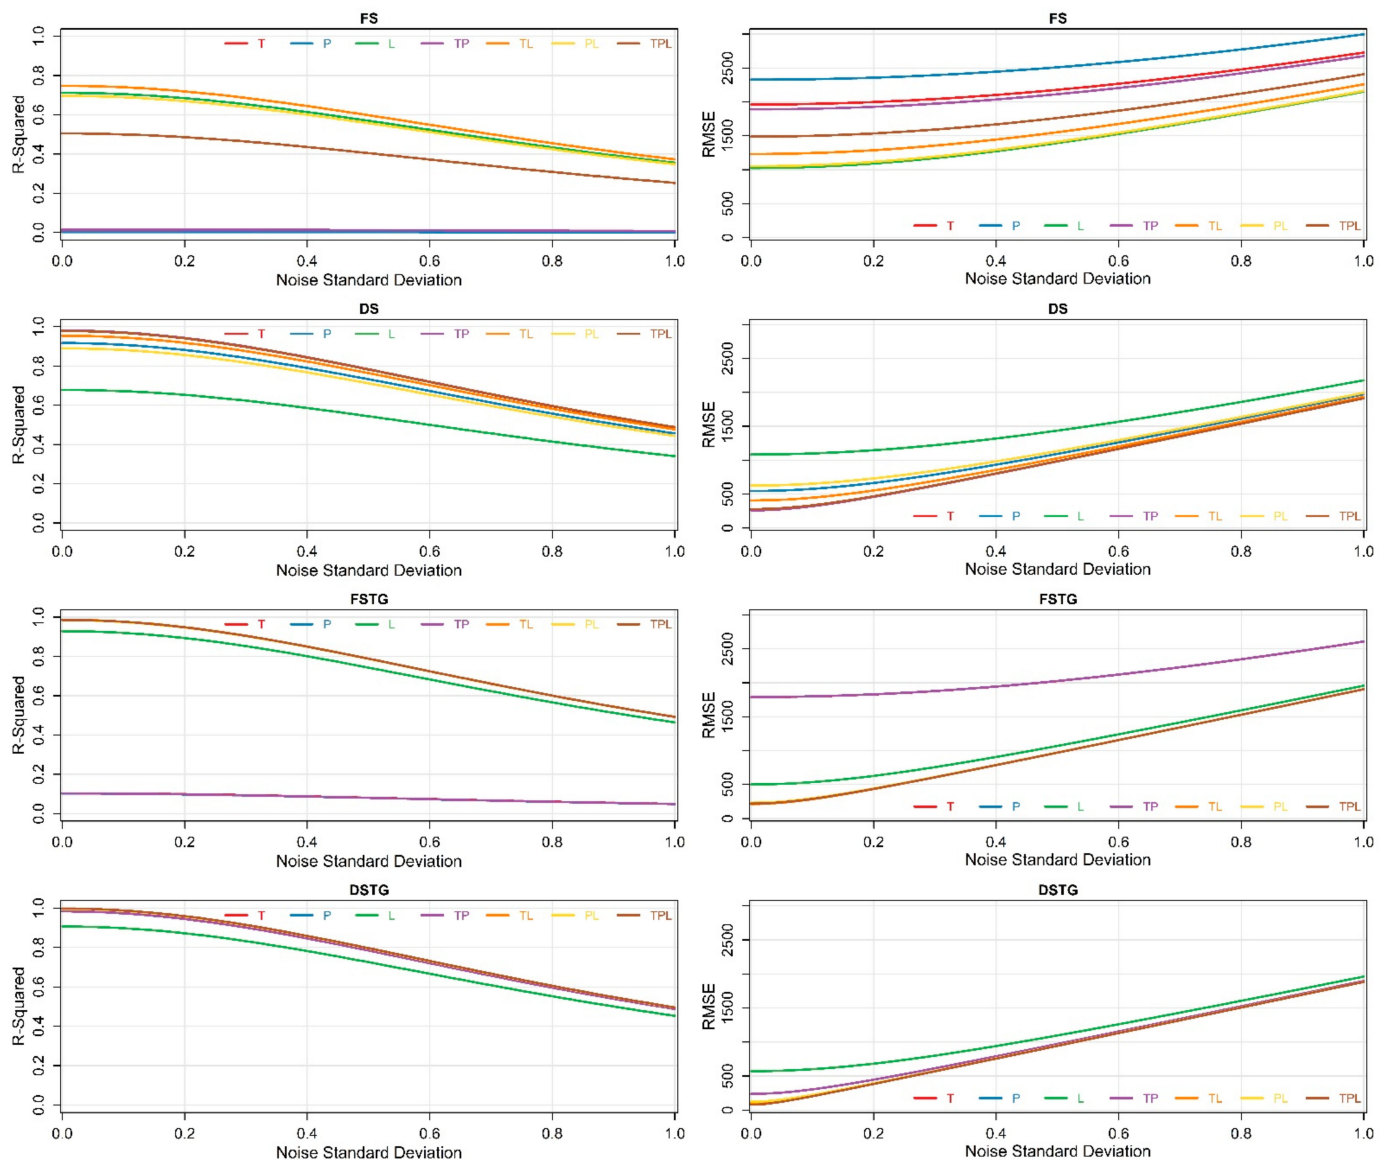 FS
T P L TP TL PL TPL
R-Squared
0.0 0.2 0.4 0.6 0.8 1.0
0.0 0.2 0.4 0.6 0.8 1.0
Noise Standard Deviation
FS
RMSE
0 500 1500 2500
T P L TP TL PL TPL
0.0 0.2 0.4 0.6 0.8 1.0
Noise Standard Deviation
DS
T P L TP TL PL TPL
R-Squared
0.0 0.2 0.4 0.6 0.8 1.0
0.0 0.2 0.4 0.6 0.8 1.0
Noise Standard Deviation
DS
RMSE
0 500 1500 2500
T P L TP TL PL TPL
0.0 0.2 0.4 0.6 0.8 1.0
Noise Standard Deviation
FSTG
T P L TP TL PL TPL
R-Squared
0.0 0.2 0.4 0.6 0.8 1.0
0.0 0.2 0.4 0.6 0.8 1.0
Noise Standard Deviation
FSTG
RMSE
0 500 1500 2500
T P L TP TL PL TPL
0.0 0.2 0.4 0.6 0.8 1.0
Noise Standard Deviation
DSTG
T P L TP TL PL TPL
R-Squared
0.0 0.2 0.4 0.6 0.8 1.0
0.0 0.2 0.4 0.6 0.8 1.0
Noise Standard Deviation
DSTG
RMSE
0 500 1500 2500
T P L TP TL PL TPL
0.0 0.2 0.4 0.6 0.8 1.0
Noise Standard Deviation